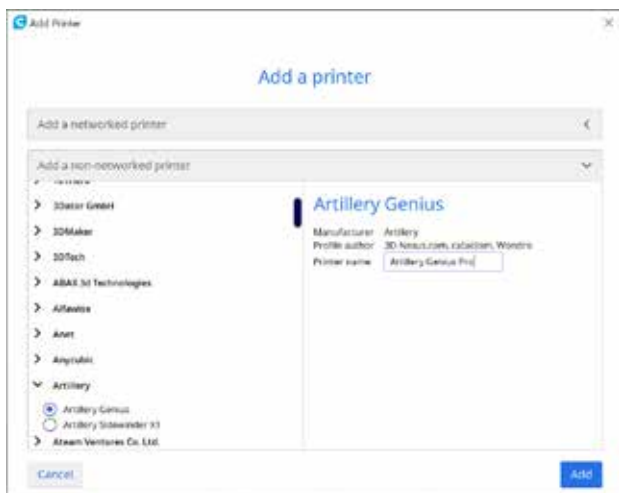 Add Printer
Add a printer
Add a networked printer
Add a non-networked printer
3Dator GmbH
3DMaker
3DTech
ABAX 3d Technologies
Alfawise
Anet
Anycubic
Artillery
Artillery Genius
Artillery Sidewinder X1
Ateam Ventures Co. Ltd.
Artillery Genius
Manufacturer Artillery
Profile author 3D-Nexus.com, cataclism, Wondro
Printer name Artillery Genius Pro
Cancel
Add